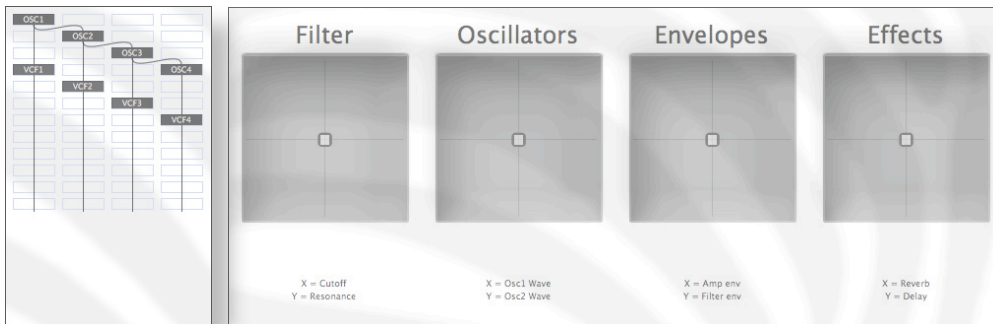 OSC1
OSC2
OSC3
VCF1
OSC4
VCF2
VCF3
VCF4
Filter
Oscillators
Envelopes
Effects
X = Cutoff
Y = Resonance
X = Osc1 Wave
Y = Osc2 Wave
X = Amp env
Y = Filter env
X = Reverb
Y = Delay